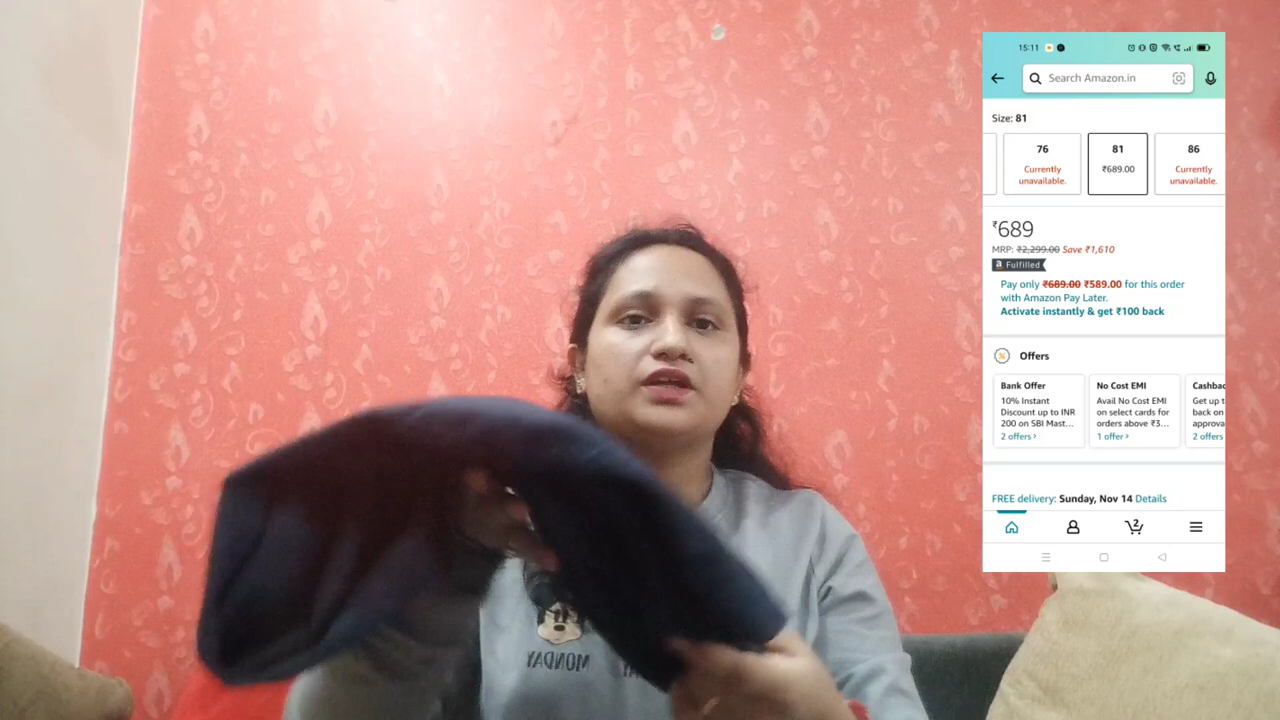 15:11
Search Amazon.in
Size: 81
76
Currently
unavailable.
81
₹689.00
86
Currently
unavailable.
₹689
MRP: ₹2,299.00 Save ₹1,610
a Fulfilled
Pay only ₹689.00 ₹589.00 for this order
with Amazon Pay Later.
Activate instantly & get ₹100 back
Offers
Bank Offer
10% Instant
Discount up to INR
200 on SBI Mast...
2 offers›
No Cost EMI
Avail No Cost EMI
on select cards for
orders above ₹3...
1 offer›
Cashbac
Get up t
back on
approva
2 offers
FREE delivery: Sunday, Nov 14 Details
2
MONDAY